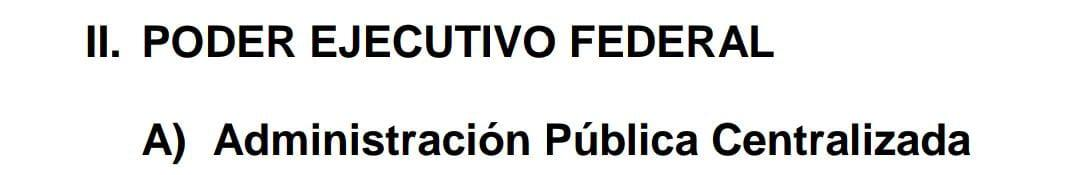 II. PODER EJECUTIVO FEDERAL
A) Administración Pública Centralizada